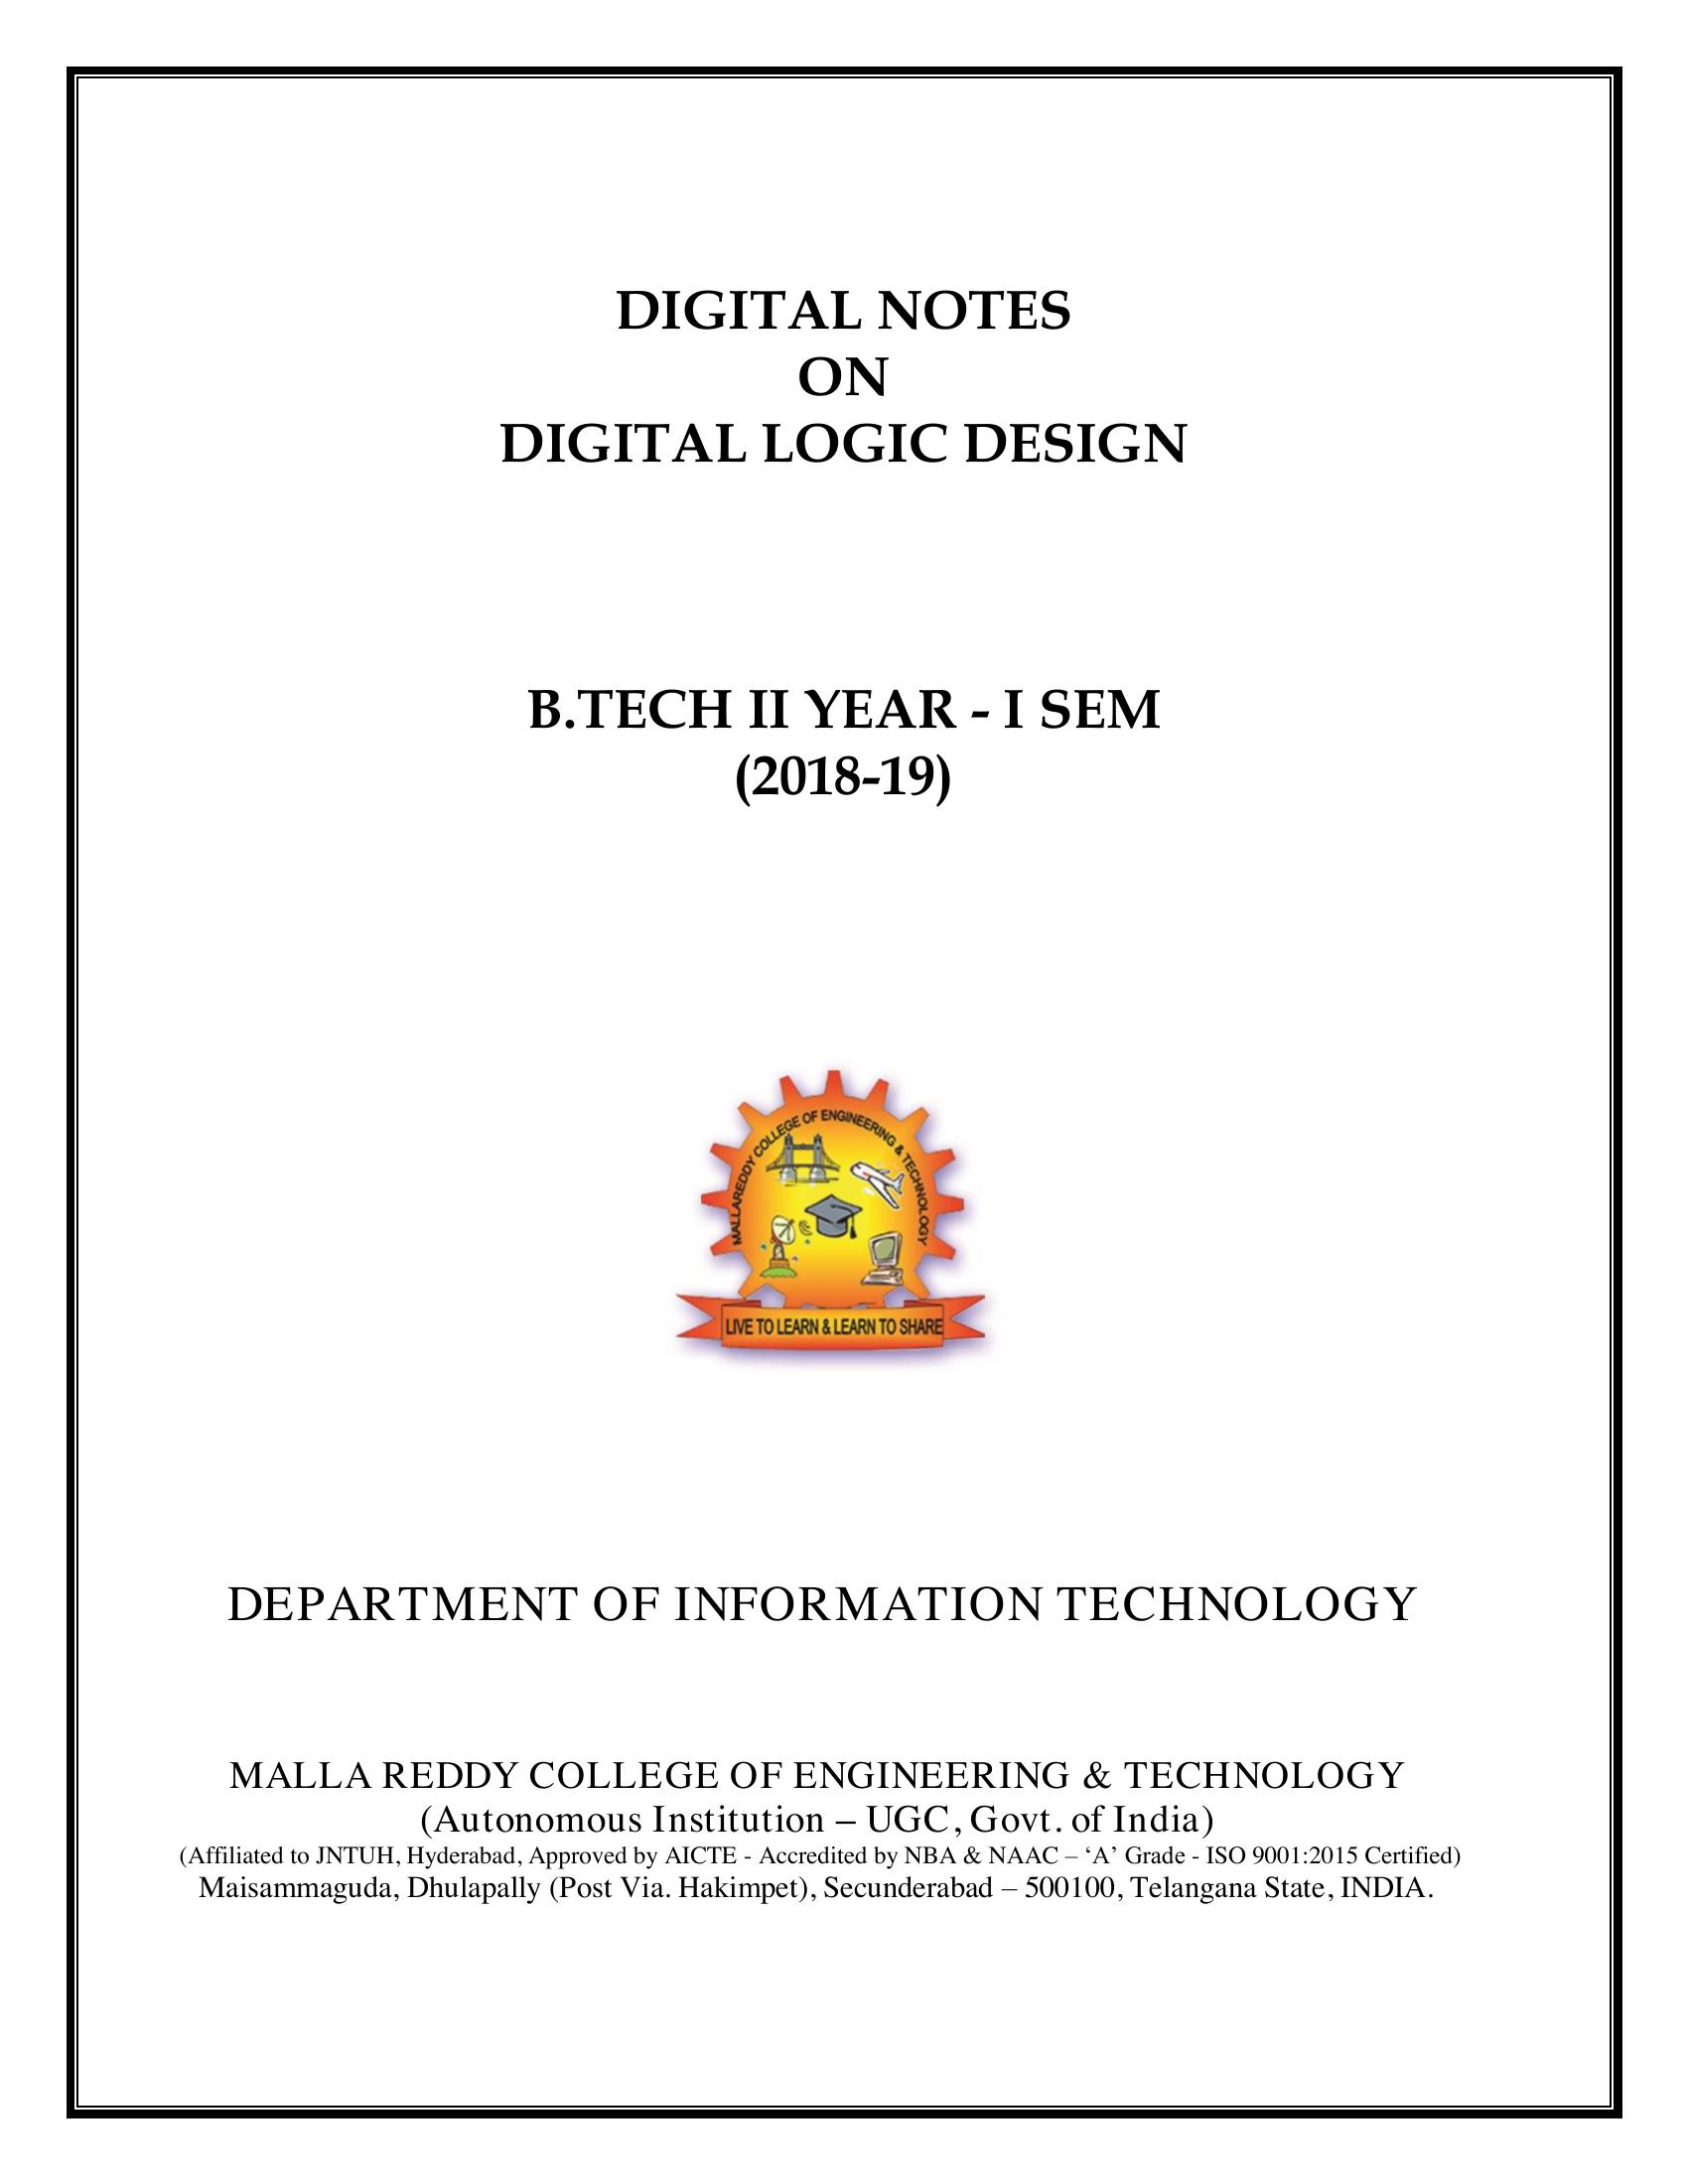 DIGITAL NOTES
ON
DIGITAL LOGIC DESIGN
B.TECH II YEAR - I SEM
(2018-19)
MALLAREDDY COLLEGE OF ENGINEERING & TECHNOLOGY
LIVE TO LEARN & LEARN TO SHARE
DEPARTMENT OF INFORMATION TECHNOLOGY
MALLA REDDY COLLEGE OF ENGINEERING & TECHNOLOGY
(Autonomous Institution – UGC, Govt. of India)
(Affiliated to JNTUH, Hyderabad, Approved by AICTE - Accredited by NBA & NAAC – ‘A’ Grade - ISO 9001:2015 Certified)
Maisammaguda, Dhulapally (Post Via. Hakimpet), Secunderabad – 500100, Telangana State, INDIA.